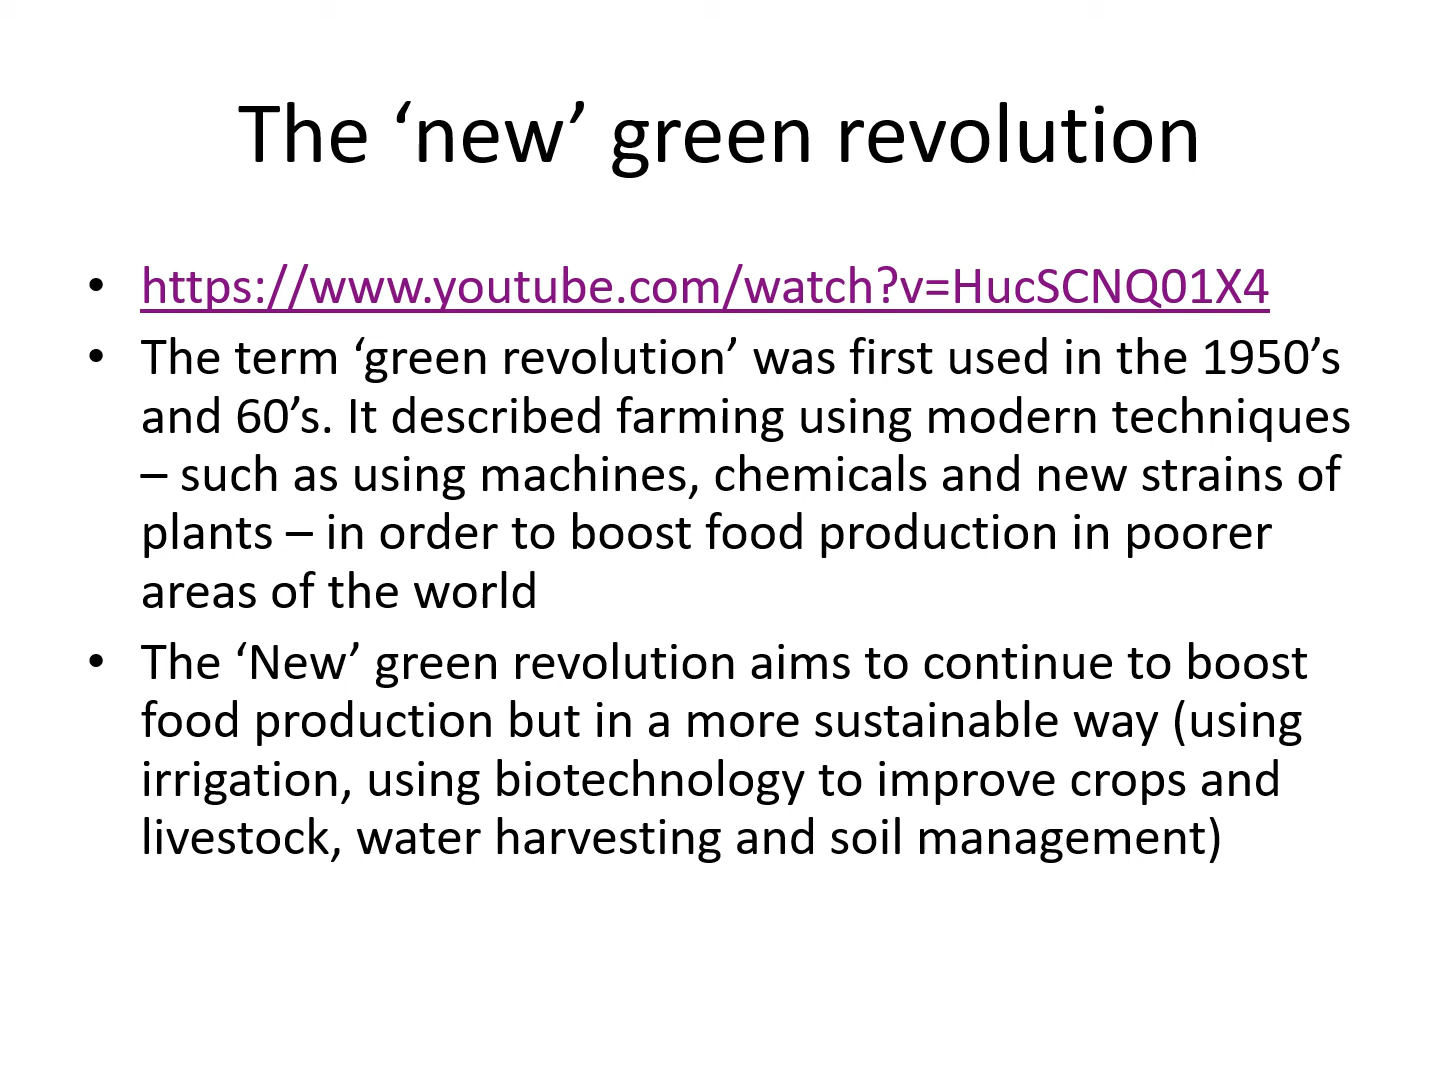 The ‘new’ green revolution
• https://www.youtube.com/watch?v=HucSCNQ01X4
• The term ‘green revolution’ was first used in the 1950’s
and 60’s. It described farming using modern techniques
– such as using machines, chemicals and new strains of
plants – in order to boost food production in poorer
areas of the world
• The ‘New’ green revolution aims to continue to boost
food production but in a more sustainable way (using
irrigation, using biotechnology to improve crops and
livestock, water harvesting and soil management)